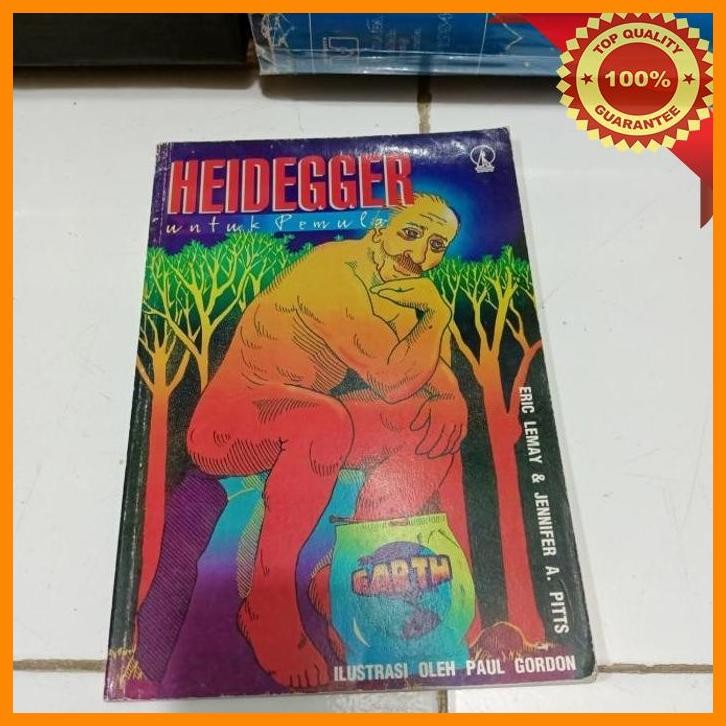 TOP QUALITY
100%
GUARANTEE
HEIDEGGER
untuk Pemula
ERIC LEMAY & JENNIFER A. PITTS
EARTH
ILUSTRASI OLEH PAUL GORDON